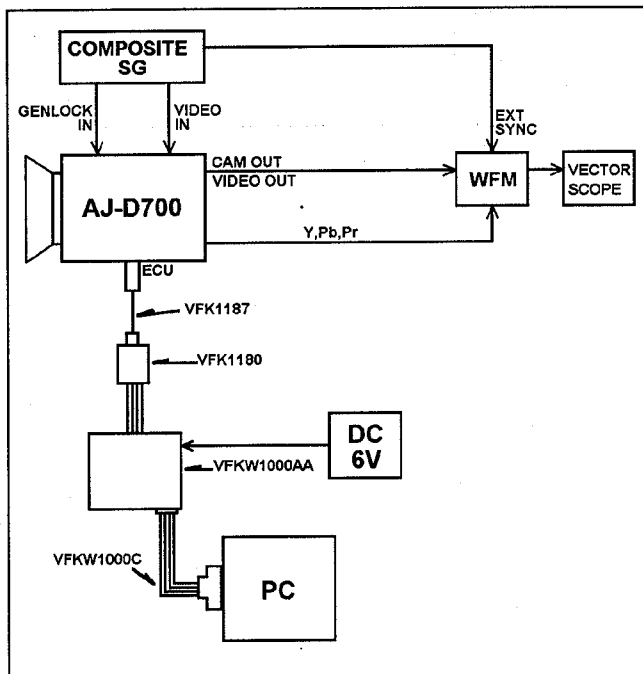 COMPOSITE
SG
GENLOCK
IN
VIDEO
IN
EXT
SYNC
CAM OUT
VIDEO OUT
AJ-D700
WFM
VECTOR
SCOPE
Y,Pb,Pr
ECU
VFK1187
VFK1180
DC
6V
VFKW1000AA
VFKW1000C
PC